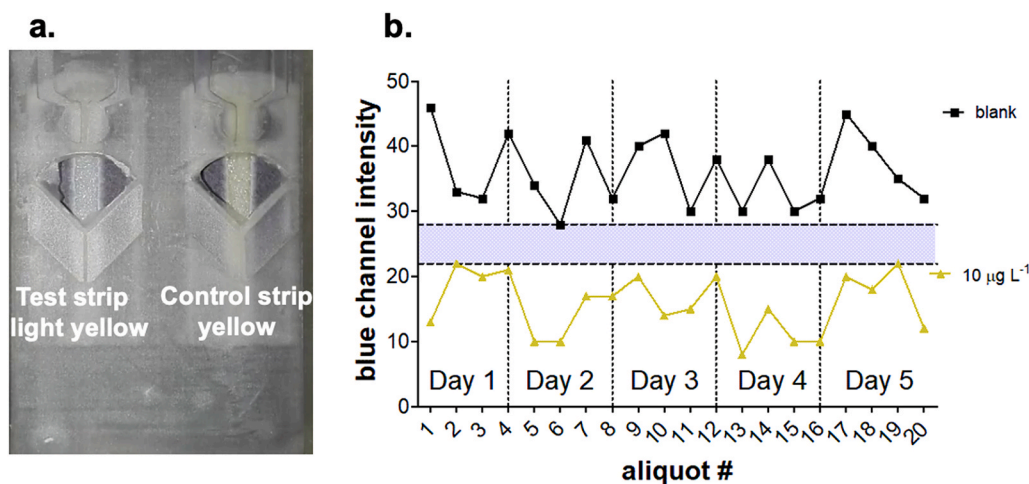 a.
Test strip
light yellow
Control strip
yellow
b.
blue channel intensity
50
40
30
20
10
0
Day 1
Day 2
Day 3
Day 4
Day 5
1
2
3
4
5
6
7
8
9
10
11
12
13
14
15
16
17
18
19
20
aliquot #
blank
10 µg L⁻¹